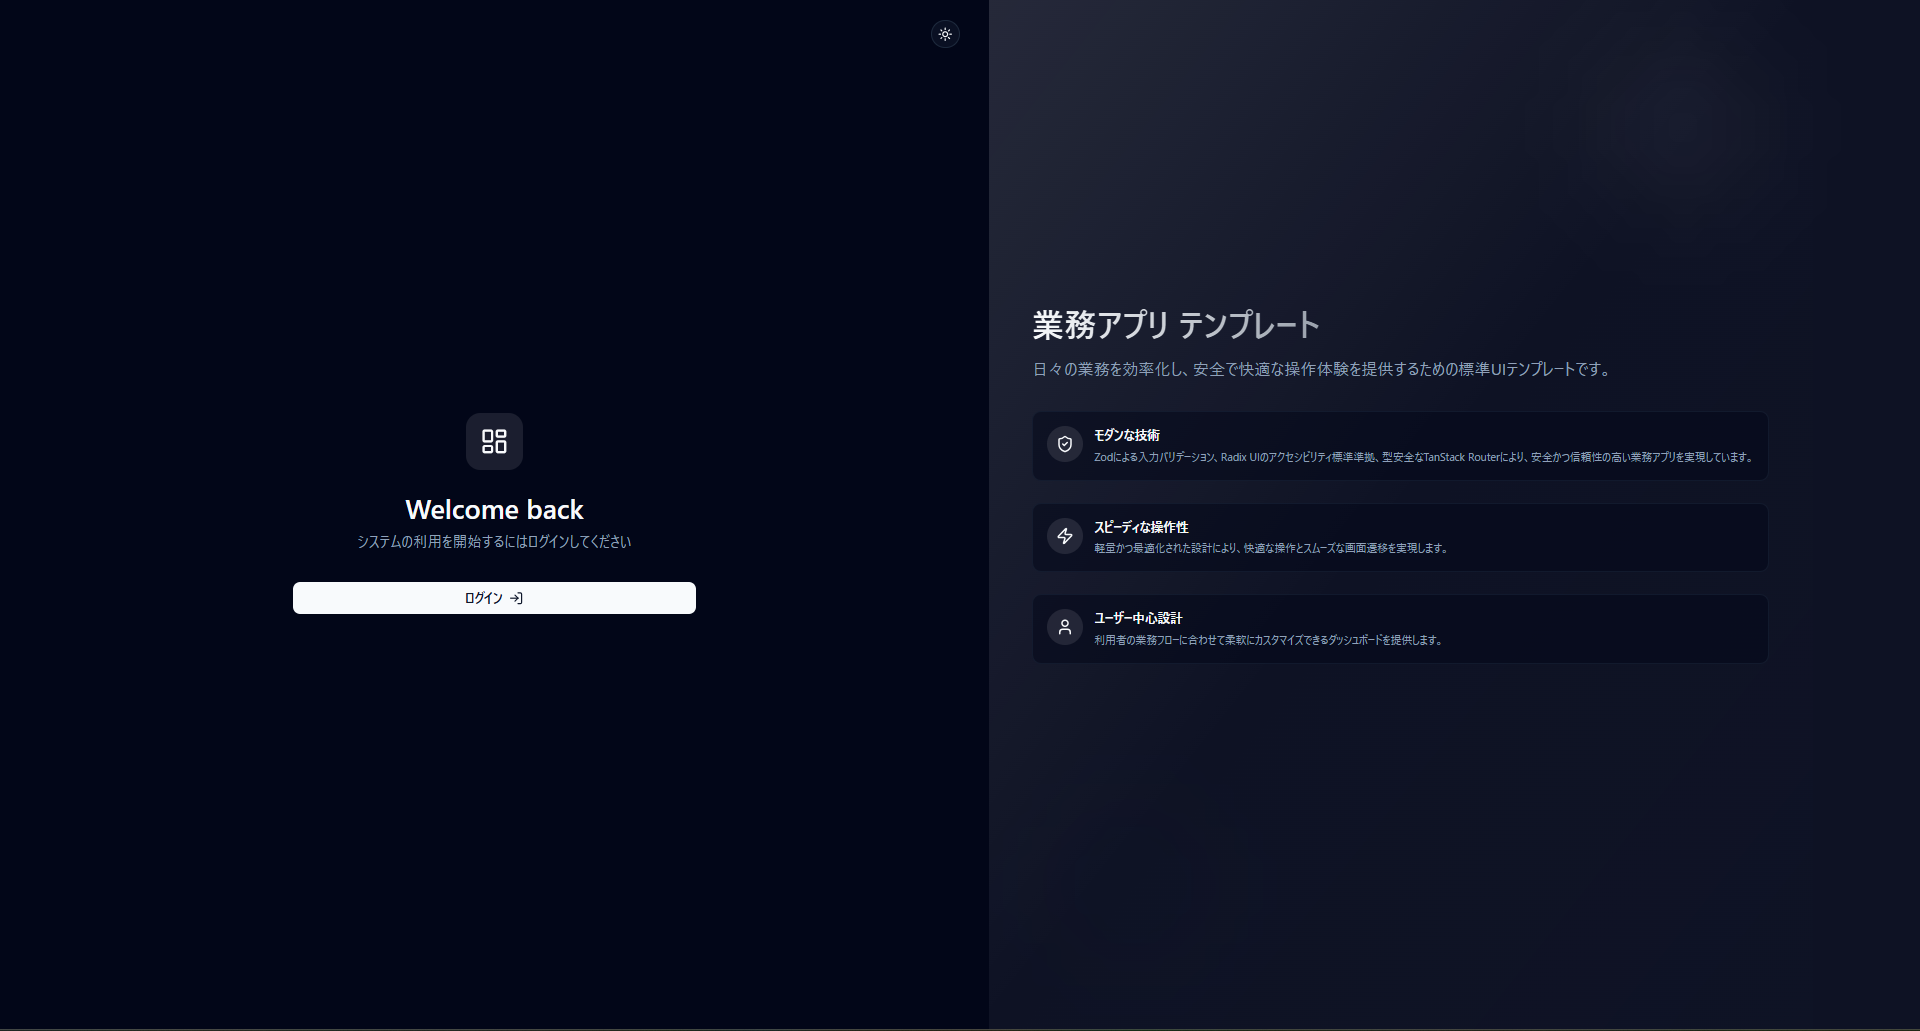 Welcome back
システムの利用を開始するにはログインしてください
ログイン
業務アプリ テンプレート
日々の業務を効率化し、安全で快適な操作体験を提供するための標準UIテンプレートです。
モダンな技術
Zodによる入力バリデーション、Radix UIのアクセシビリティ標準準拠、型安全なTanStack Routerにより、安全かつ信頼性の高い業務アプリを実現しています。
スピーディな操作性
軽量かつ最適化された設計により、快適な操作とスムーズな画面遷移を実現します。
ユーザー中心設計
利用者の業務フローに合わせて柔軟にカスタマイズできるダッシュボードを提供します。